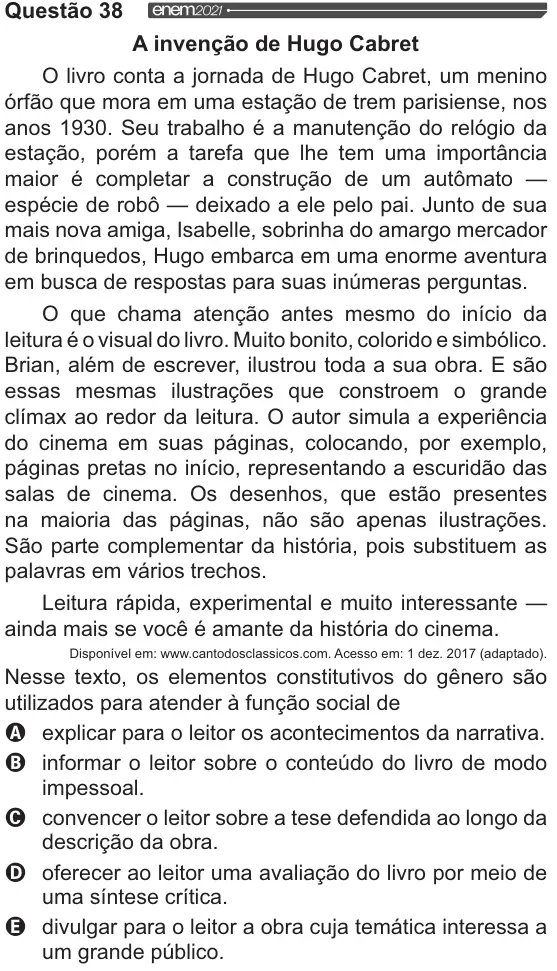 Questão 38 enem2021
A invenção de Hugo Cabret
O livro conta a jornada de Hugo Cabret, um menino
órfão que mora em uma estação de trem parisiense, nos
anos 1930. Seu trabalho é a manutenção do relógio da
estação, porém a tarefa que lhe tem uma importância
maior é completar a construção de um autômato —
espécie de robô — deixado a ele pelo pai. Junto de sua
mais nova amiga, Isabelle, sobrinha do amargo mercador
de brinquedos, Hugo embarca em uma enorme aventura
em busca de respostas para suas inúmeras perguntas.
O que chama atenção antes mesmo do início da
leitura é o visual do livro. Muito bonito, colorido e simbólico.
Brian, além de escrever, ilustrou toda a sua obra. E são
essas mesmas ilustrações que constroem o grande
clímax ao redor da leitura. O autor simula a experiência
do cinema em suas páginas, colocando, por exemplo,
páginas pretas no início, representando a escuridão das
salas de cinema. Os desenhos, que estão presentes
na maioria das páginas, não são apenas ilustrações.
São parte complementar da história, pois substituem as
palavras em vários trechos.
Leitura rápida, experimental e muito interessante —
ainda mais se você é amante da história do cinema.
Disponível em: www.cantodosclassicos.com. Acesso em: 1 dez. 2017 (adaptado).
Nesse texto, os elementos constitutivos do gênero são
utilizados para atender à função social de
A explicar para o leitor os acontecimentos da narrativa.
B informar o leitor sobre o conteúdo do livro de modo
impessoal.
C convencer o leitor sobre a tese defendida ao longo da
descrição da obra.
D oferecer ao leitor uma avaliação do livro por meio de
uma síntese crítica.
E divulgar para o leitor a obra cuja temática interessa a
um grande público.